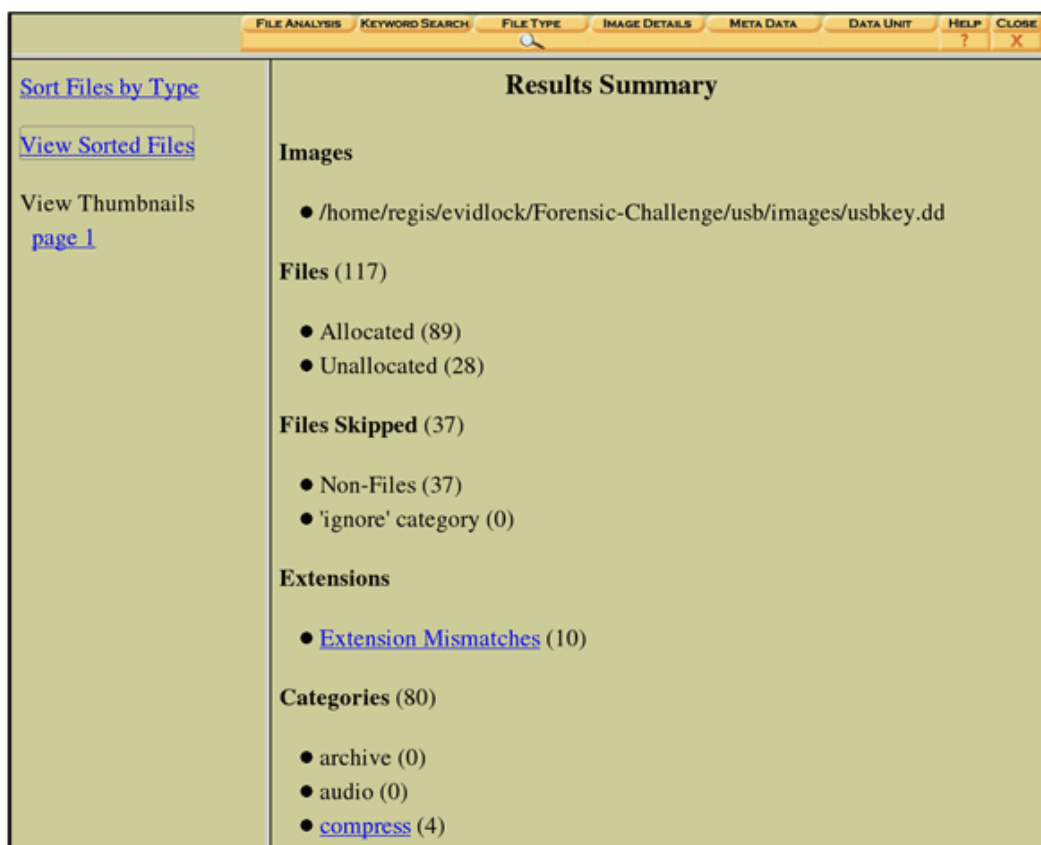 FILE ANALYSIS KEYWORD SEARCH FILE TYPE IMAGE DETAILS META DATA DATA UNIT HELP CLOSE
? X
Sort Files by Type
View Sorted Files
View Thumbnails
page 1
Results Summary
Images
● /home/regis/evidlock/Forensic-Challenge/usb/images/usbkey.dd
Files (117)
● Allocated (89)
● Unallocated (28)
Files Skipped (37)
● Non-Files (37)
● 'ignore' category (0)
Extensions
● Extension Mismatches (10)
Categories (80)
● archive (0)
● audio (0)
● compress (4)